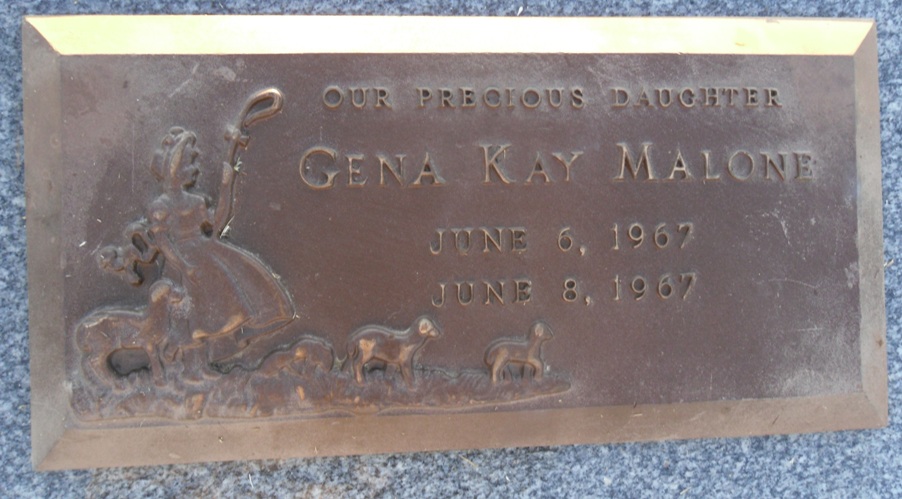 OUR PRECIOUS DAUGHTER
GENA KAY MALONE
JUNE 6, 1967
JUNE 8, 1967